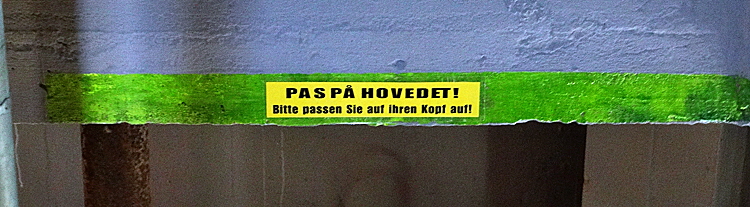 PAS PÅ HOVEDET!
Bitte passen Sie auf ihren Kopf auf!